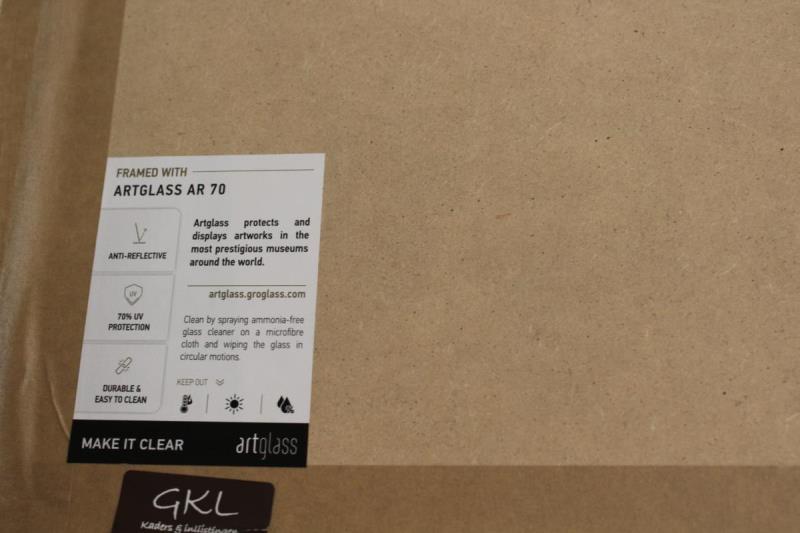 FRAMED WITH
ARTGLASS AR 70
ANTI-REFLECTIVE
UV
70% UV
PROTECTION
DURABLE &
EASY TO CLEAN
Artglass protects and
displays artworks in the
most prestigious museums
around the world.
artglass.groglass.com
Clean by spraying ammonia-free
glass cleaner on a microfibre
cloth and wiping the glass in
circular motions.
KEEP OUT
MAKE IT CLEAR
artglass
GKL
Kaders & inlijstingen